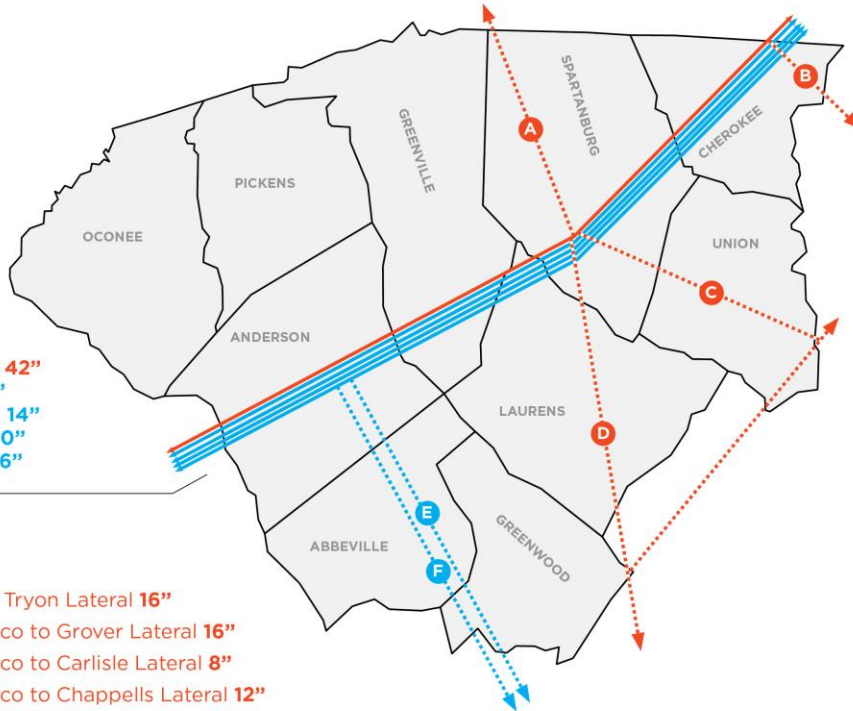 A
B
SPARTANBURG
CHEROKEE
GREENVILLE
PICKENS
OCONEE
UNION
C
ANDERSON
42”
”
14”
0”
6”
LAURENS
D
E
ABBEVILLE
GREENWOOD
F
Tryon Lateral 16”
co to Grover Lateral 16”
co to Carlisle Lateral 8”
co to Chappells Lateral 12”